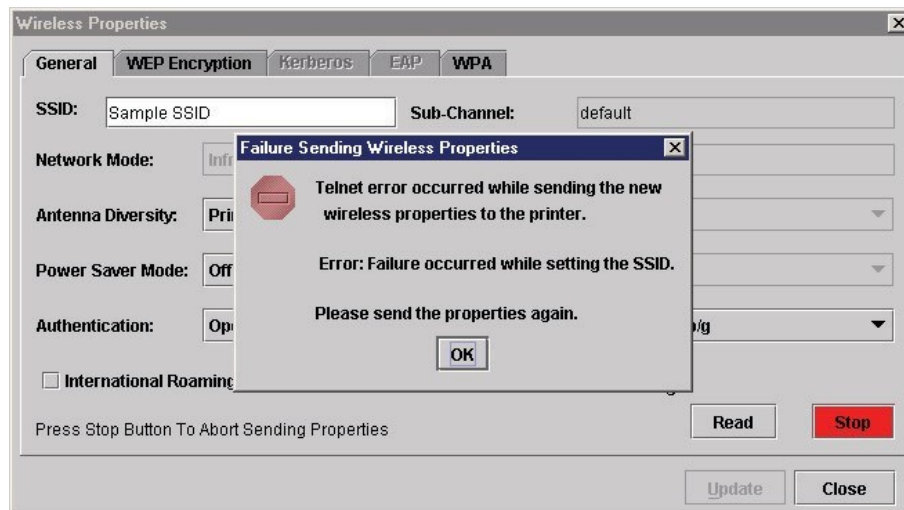 Wireless Properties
General WEP Encryption Kerberos EAP WPA
SSID: Sample SSID Sub-Channel: default
Failure Sending Wireless Properties
Network Mode:
Telnet error occurred while sending the new
wireless properties to the printer.
Antenna Diversity:
Error: Failure occurred while setting the SSID.
Power Saver Mode: Off
Please send the properties again.
Authentication:
OK
International Roaming
Press Stop Button To Abort Sending Properties Read Stop
Update Close